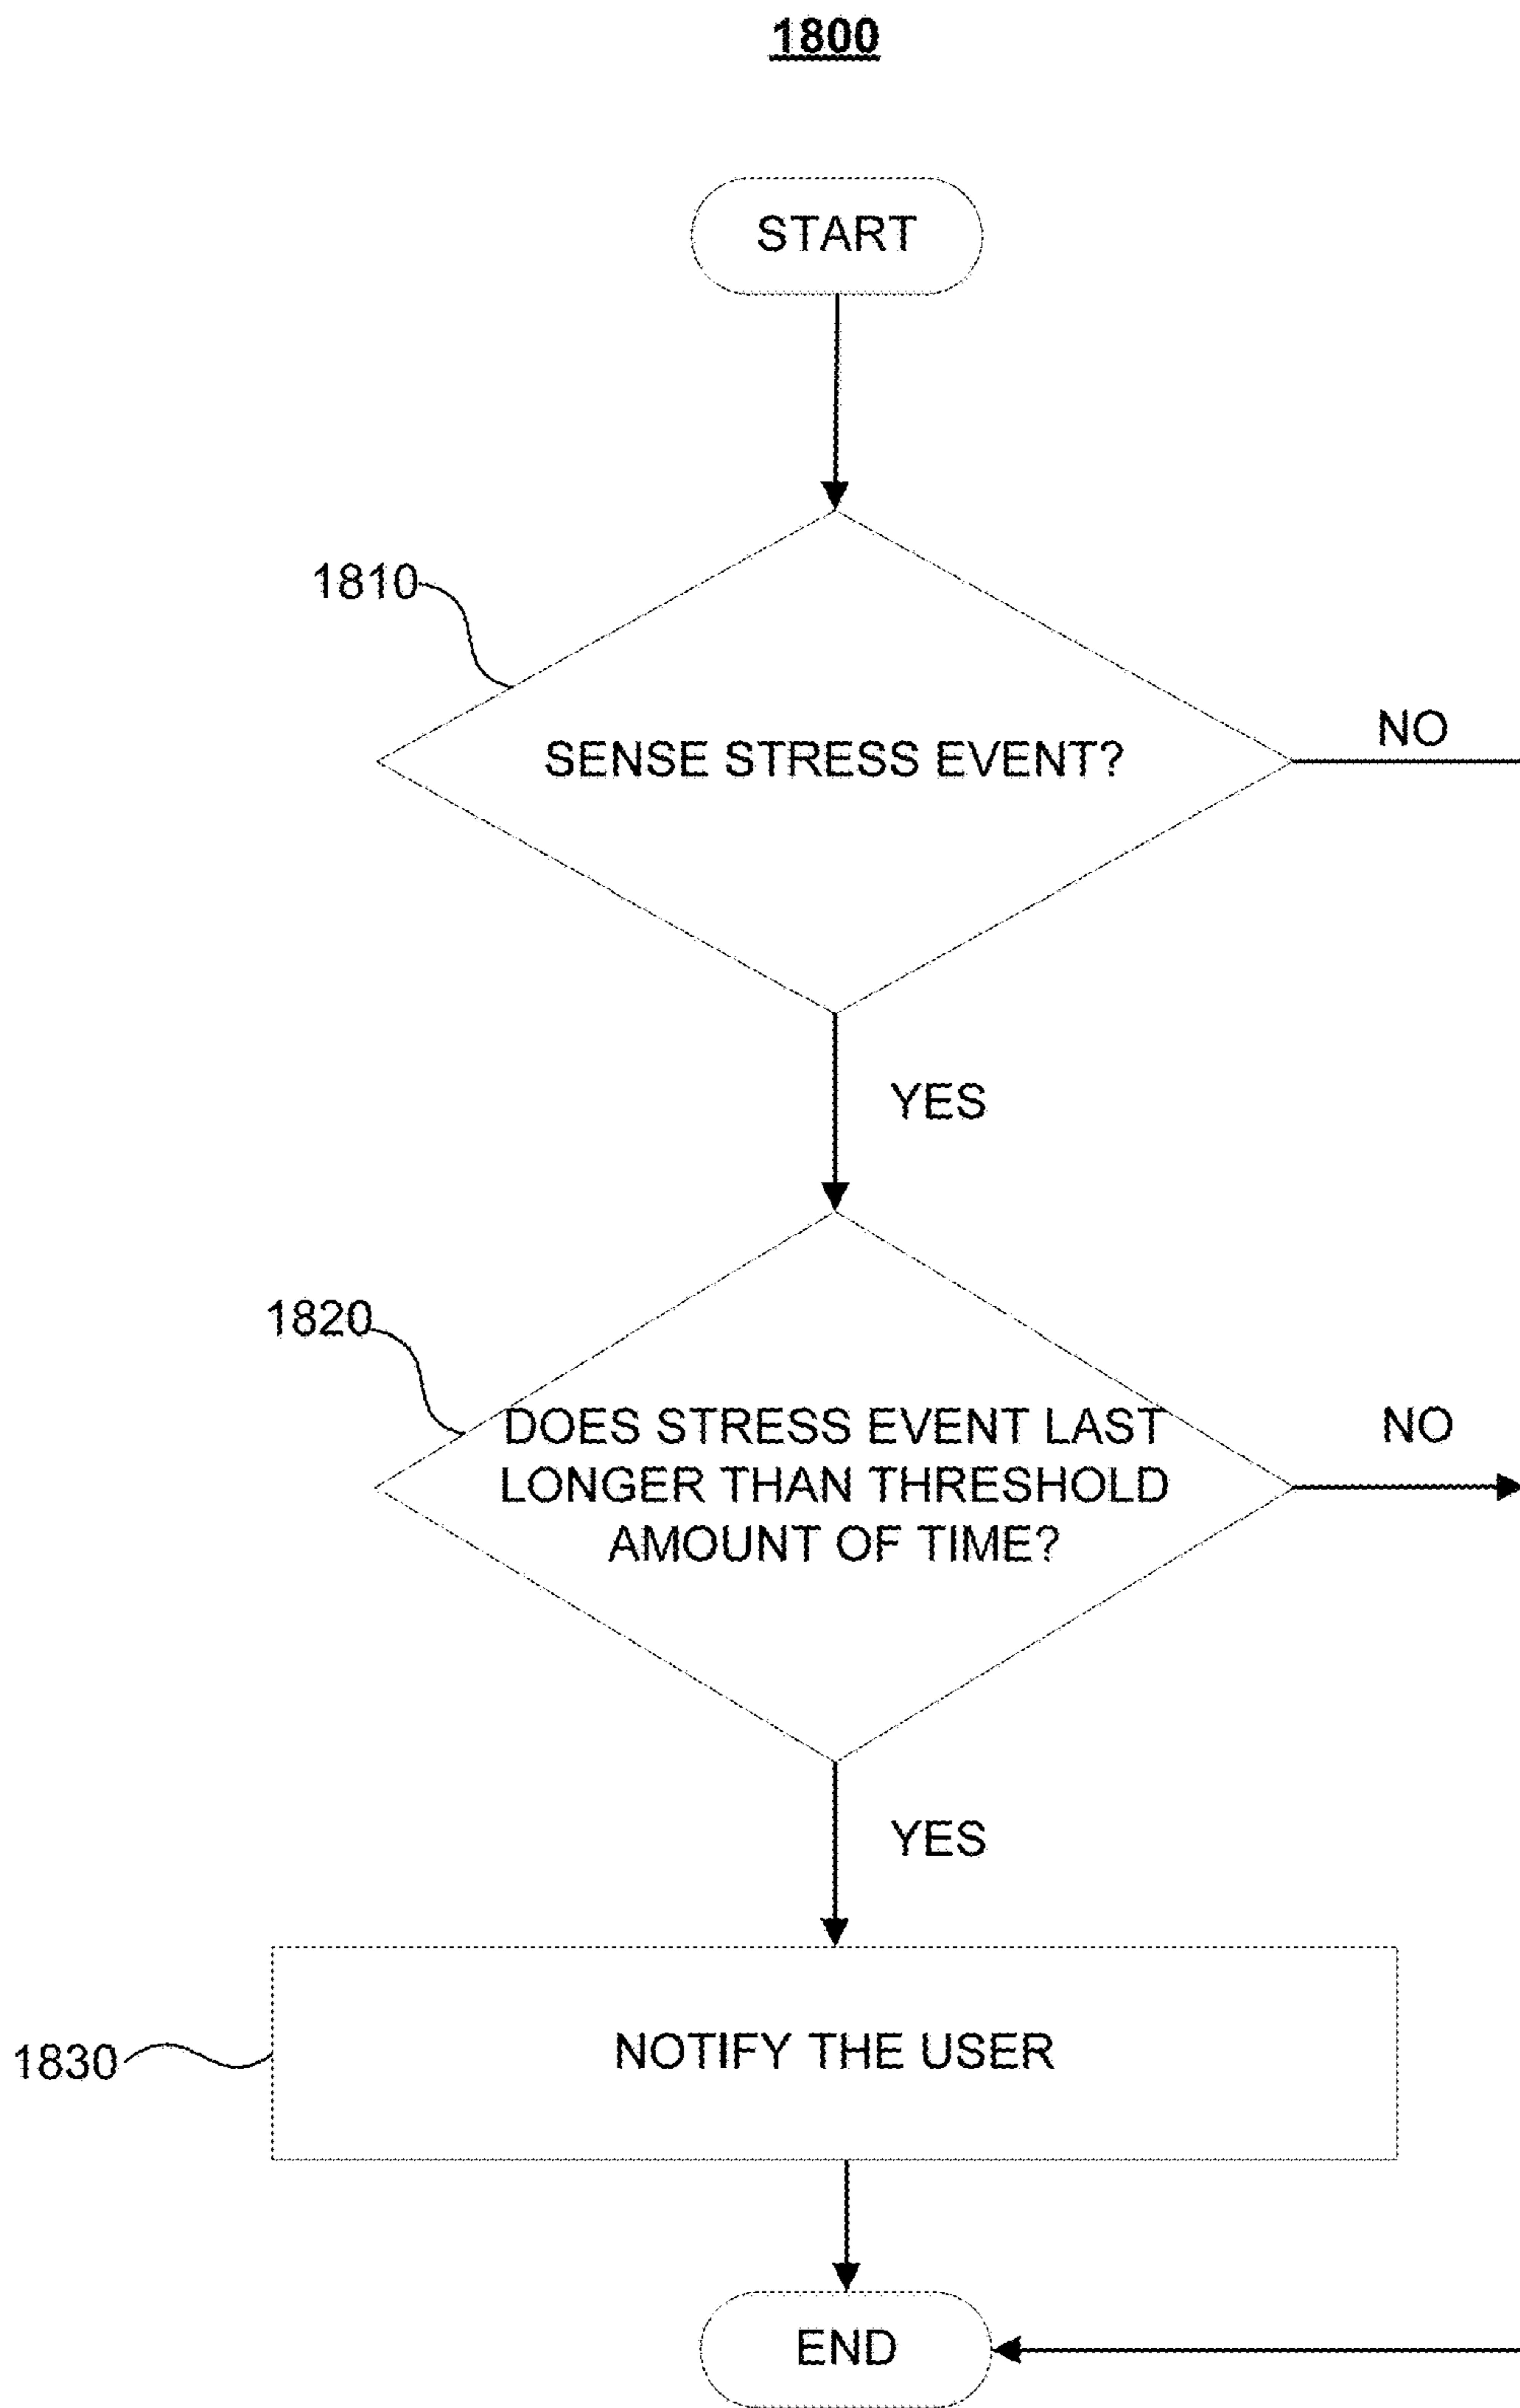 1800
START
1810
SENSE STRESS EVENT?
NO
YES
1820
DOES STRESS EVENT LAST
LONGER THAN THRESHOLD
AMOUNT OF TIME?
NO
YES
1830
NOTIFY THE USER
END